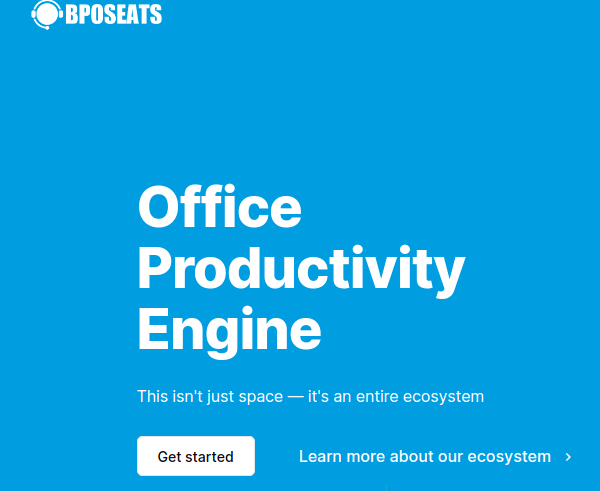 BPOSEATS
Office
Productivity
Engine
This isn't just space — it's an entire ecosystem
Get started
Learn more about our ecosystem